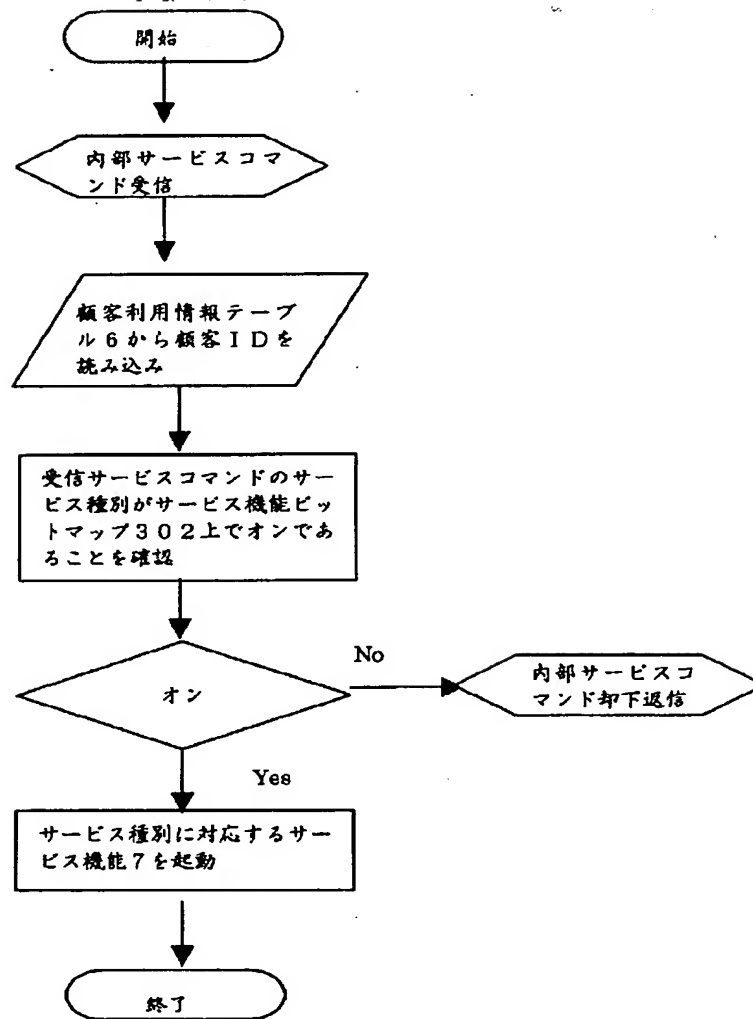 開始
内部サービスコマ
ンド受信
顧客利用情報テーブ
ル6から顧客IDを
読み込み
受信サービスコマンドのサー
ビス種別がサービス機能ビッ
トマップ302上でオンであ
ることを確認
オン
No
内部サービスコ
マンド却下返信
Yes
サービス種別に対応するサー
ビス機能7を起動
終了